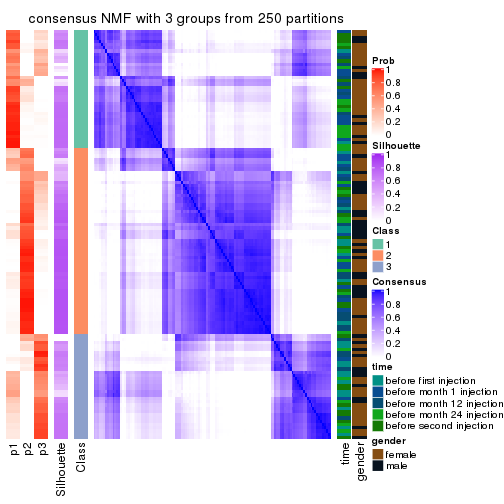 consensus NMF with 3 groups from 250 partitions
Prob
1
0.8
0.6
0.4
0.2
0
Silhouette
1
0.8
0.6
0.4
0.2
0
Class
1
2
3
Consensus
1
0.8
0.6
0.4
0.2
0
time
before first injection
before month 1 injection
before month 12 injection
before month 24 injection
before second injection
gender
female
male
p1
p2
p3
Silhouette
Class
time
gender